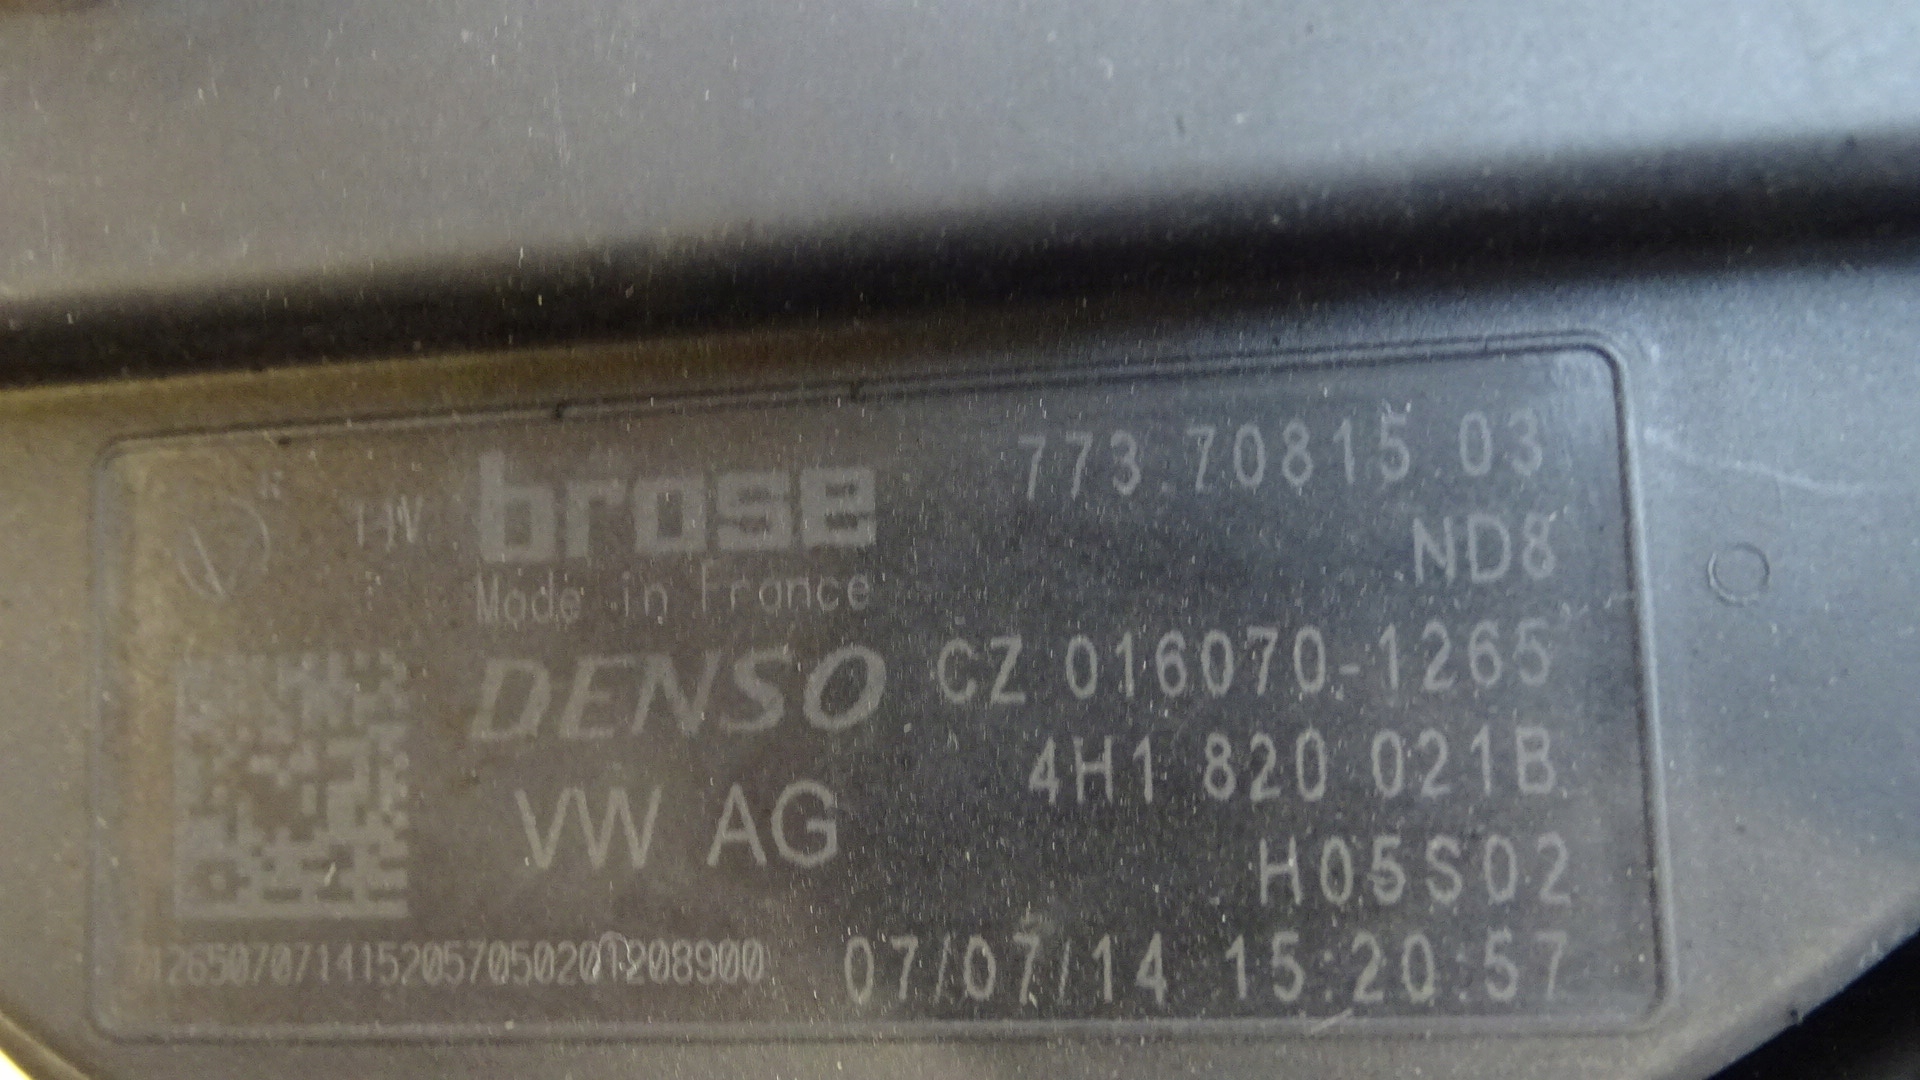 HV brose 773.70815.03
Made in France ND8
DENSO CZ 016070-1265
VW AG 4H1 820 021B
H05S02
07/07/14 15:20:57